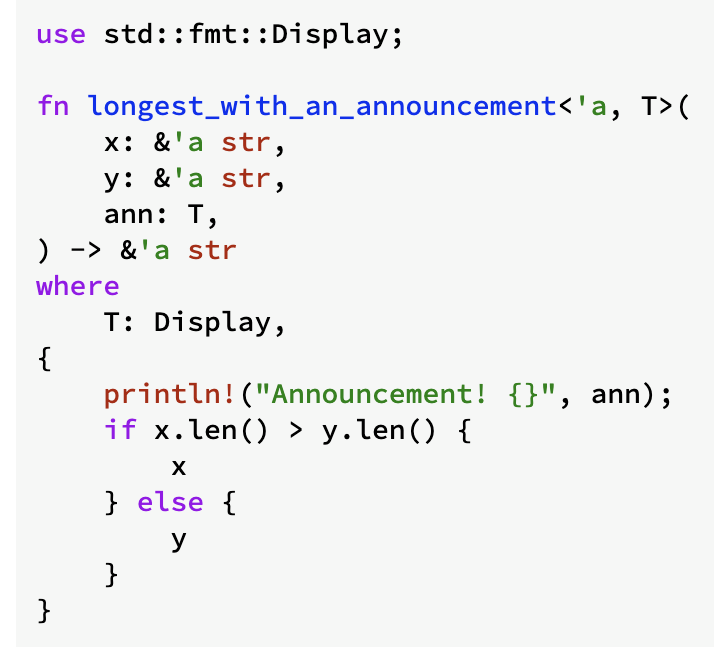 use std::fmt::Display;

fn longest_with_an_announcement<'a, T>(
    x: &'a str,
    y: &'a str,
    ann: T,
) -> &'a str
where
    T: Display,
{
    println!("Announcement! {}", ann);
    if x.len() > y.len() {
        x
    } else {
        y
    }
}